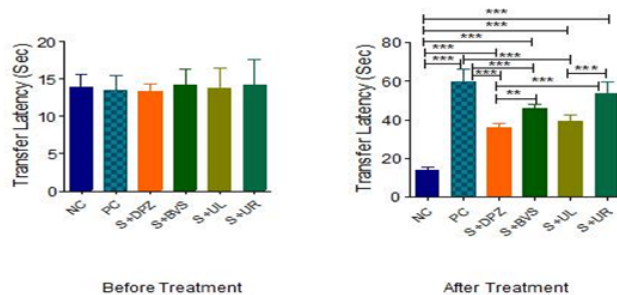 Transfer Latency (Sec)
20
15
10
5
0
NC
PC
S+DPZ
S+BVS
S+UL
S+UR
Before Treatment
Transfer Latency (Sec)
80
60
40
20
0
***
***
***
***
***
***
***
***
***
***
**
NC
PC
S+DPZ
S+BVS
S+UL
S+UR
After Treatment